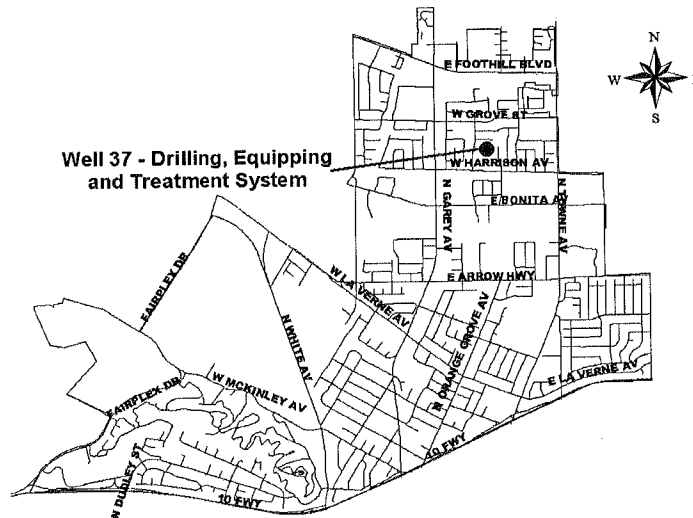 E FOOTHILL BLVD
N
W
E
S
W GROVE ST
Well 37 - Drilling, Equipping
and Treatment System
W HARRISON AV
N GAREY AV
E BONITA AV
N TOWNE AV
FAIRPLEX DR
W LA VERNE AV
E ARROW HWY
N WHITE AV
N ORANGE GROVE AV
FAIRPLEX DR
W MCKINLEY AV
E LA VERNE AV
10 FWY
N DUDLEY ST
10 FWY